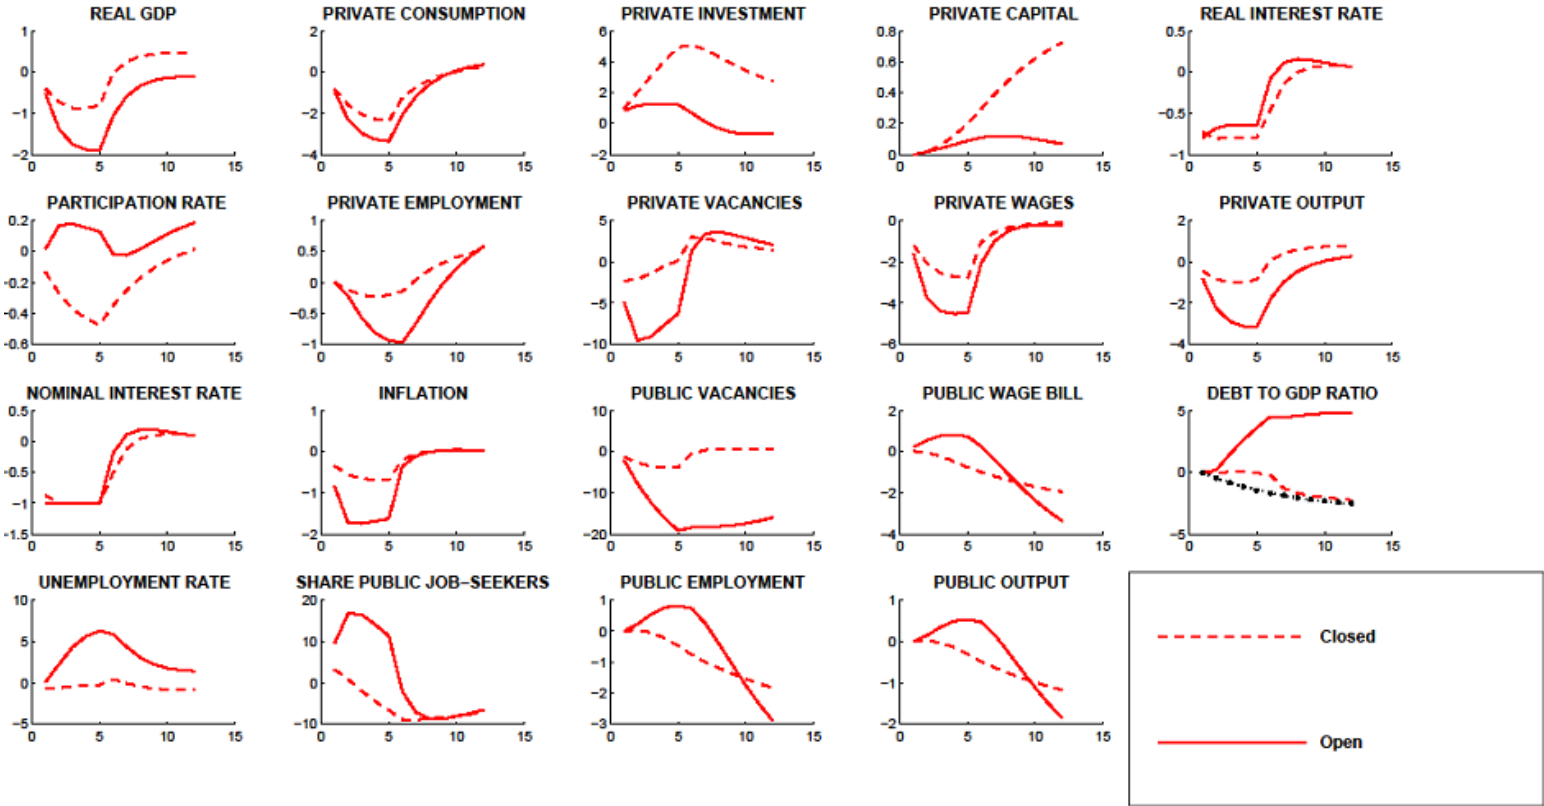 REAL GDP
1
0
−1
−2
0 5 10 15
PRIVATE CONSUMPTION
2
0
−2
−4
0 5 10 15
PRIVATE INVESTMENT
6
4
2
0
−2
0 5 10 15
PRIVATE CAPITAL
0.8
0.6
0.4
0.2
0
0 5 10 15
REAL INTEREST RATE
0.5
0
−0.5
−1
0 5 10 15
PARTICIPATION RATE
0.2
0
−0.2
−0.4
−0.6
0 5 10 15
PRIVATE EMPLOYMENT
1
0.5
0
−0.5
−1
0 5 10 15
PRIVATE VACANCIES
5
0
−5
−10
0 5 10 15
PRIVATE WAGES
0
−2
−4
−6
0 5 10 15
PRIVATE OUTPUT
2
0
−2
−4
0 5 10 15
NOMINAL INTEREST RATE
0.5
0
−0.5
−1
−1.5
0 5 10 15
INFLATION
1
0
−1
−2
0 5 10 15
PUBLIC VACANCIES
10
0
−10
−20
0 5 10 15
PUBLIC WAGE BILL
2
0
−2
−4
0 5 10 15
DEBT TO GDP RATIO
5
0
−5
0 5 10 15
UNEMPLOYMENT RATE
10
5
0
−5
0 5 10 15
SHARE PUBLIC JOB−SEEKERS
20
10
0
−10
0 5 10 15
PUBLIC EMPLOYMENT
1
0
−1
−2
−3
0 5 10 15
PUBLIC OUTPUT
1
0
−1
−2
0 5 10 15
Closed
Open